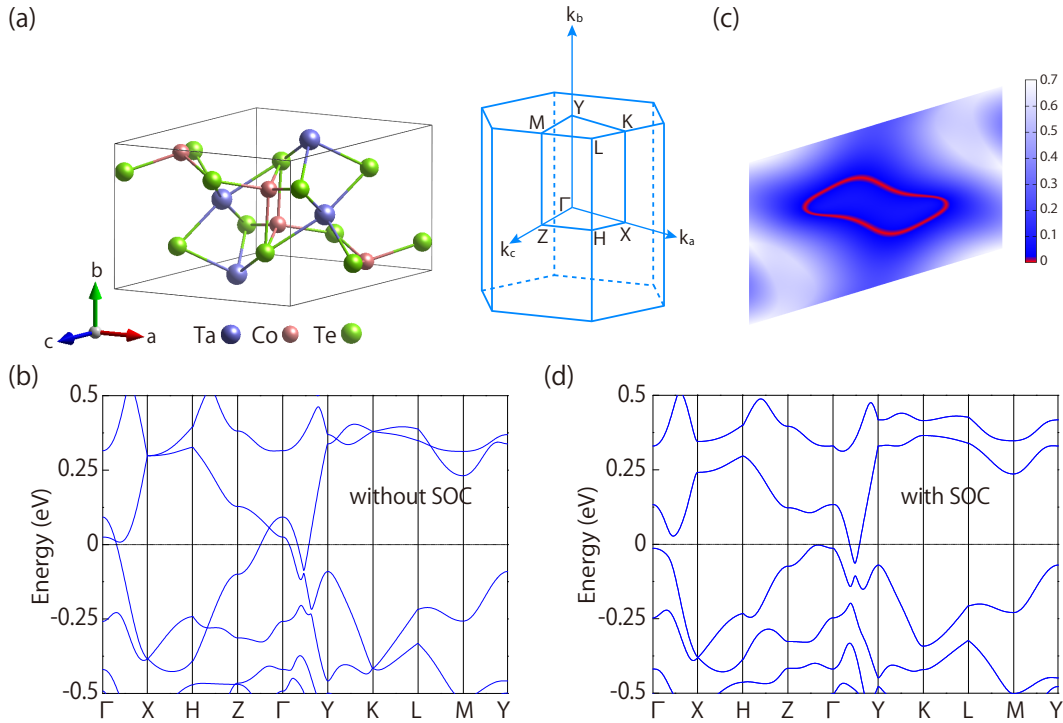 (a)
b
c
a
Ta
Co
Te
k_b
Y
M
K
L
Γ
Z
H
X
k_c
k_a
(c)
0.7
0.6
0.5
0.4
0.3
0.2
0.1
0
(b)
Energy (eV)
0.5
0.25
0
-0.25
-0.5
without SOC
Γ X H Z Γ Y K L M Y
(d)
Energy (eV)
0.5
0.25
0
-0.25
-0.5
with SOC
Γ X H Z Γ Y K L M Y